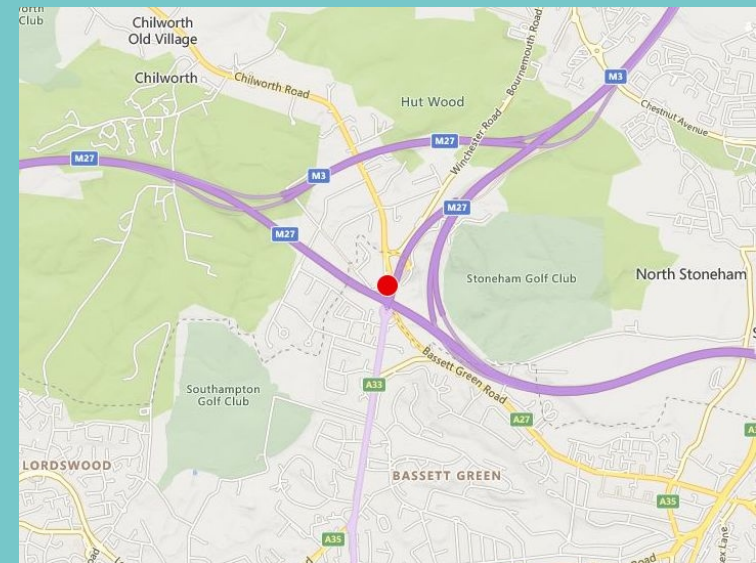 Club
Chilworth
Old Village
Chilworth
Chilworth Road
Hut Wood
Bournemouth Road
Winchester Road
M3
Chestnut Avenue
M27
M27
M3
M27
M27
Stoneham Golf Club
North Stoneham
Bassett Green Road
A33
Southampton
Golf Club
A27
LORDSWOOD
BASSETT GREEN
A35
A35
Road